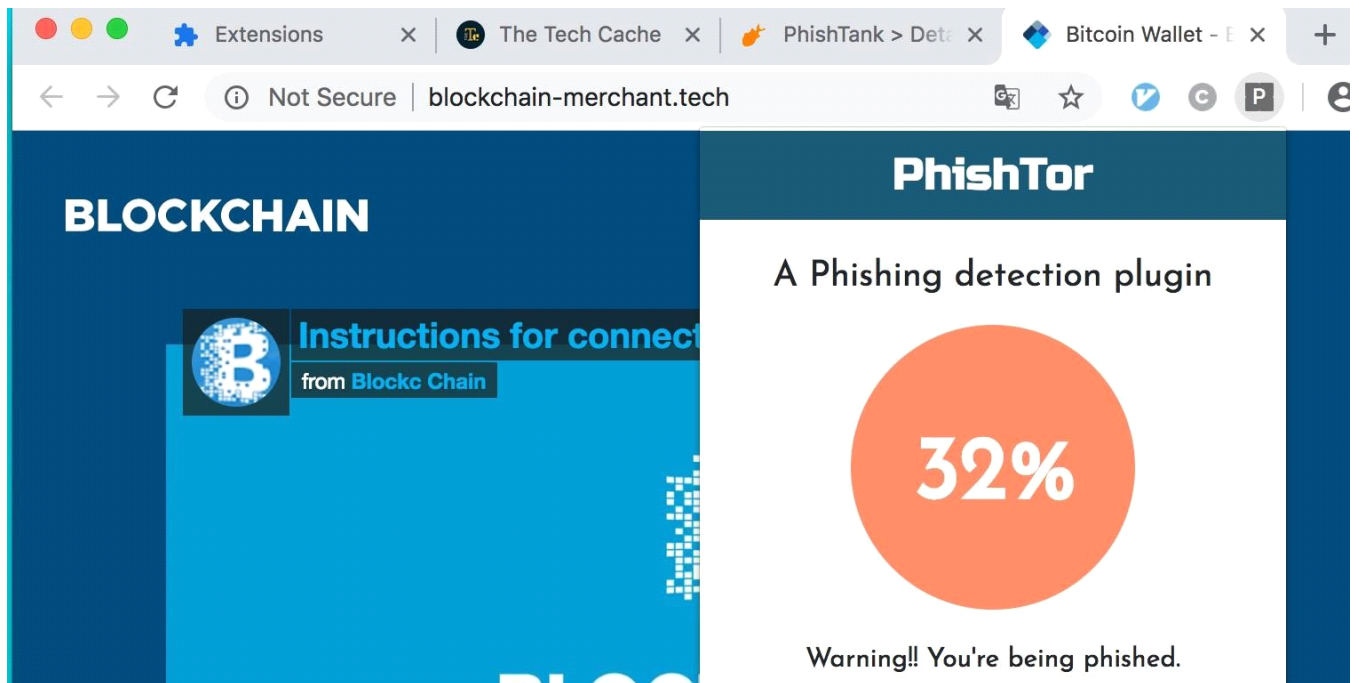 Extensions
The Tech Cache
PhishTank > Deta
Bitcoin Wallet -
Not Secure
blockchain-merchant.tech
P
BLOCKCHAIN
PhishTor
A Phishing detection plugin
Instructions for connect
from Blockc Chain
32%
Warning!! You're being phished.